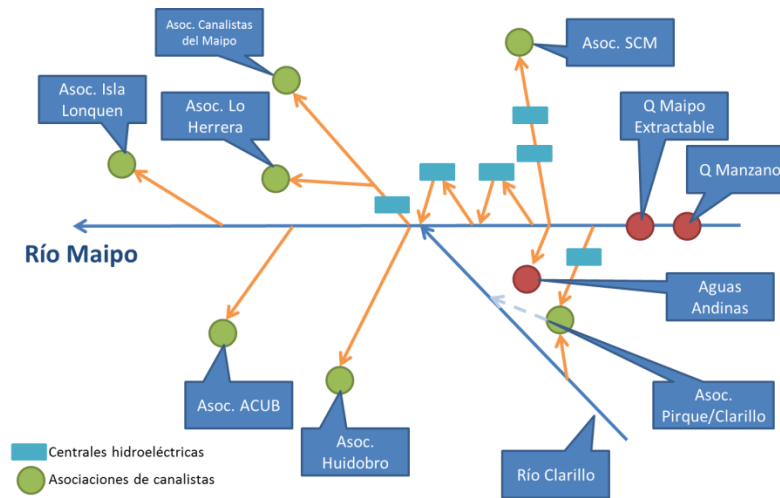 Asoc. Canalistas
del Maipo
Asoc. SCM
Asoc. Isla
Lonquen
Asoc. Lo
Herrera
Q Maipo
Extractable
Q Manzano
Río Maipo
Aguas
Andinas
Asoc. ACUB
Asoc.
Huidobro
Asoc.
Pirque/Clarillo
Río Clarillo
Centrales hidroeléctricas
Asociaciones de canalistas